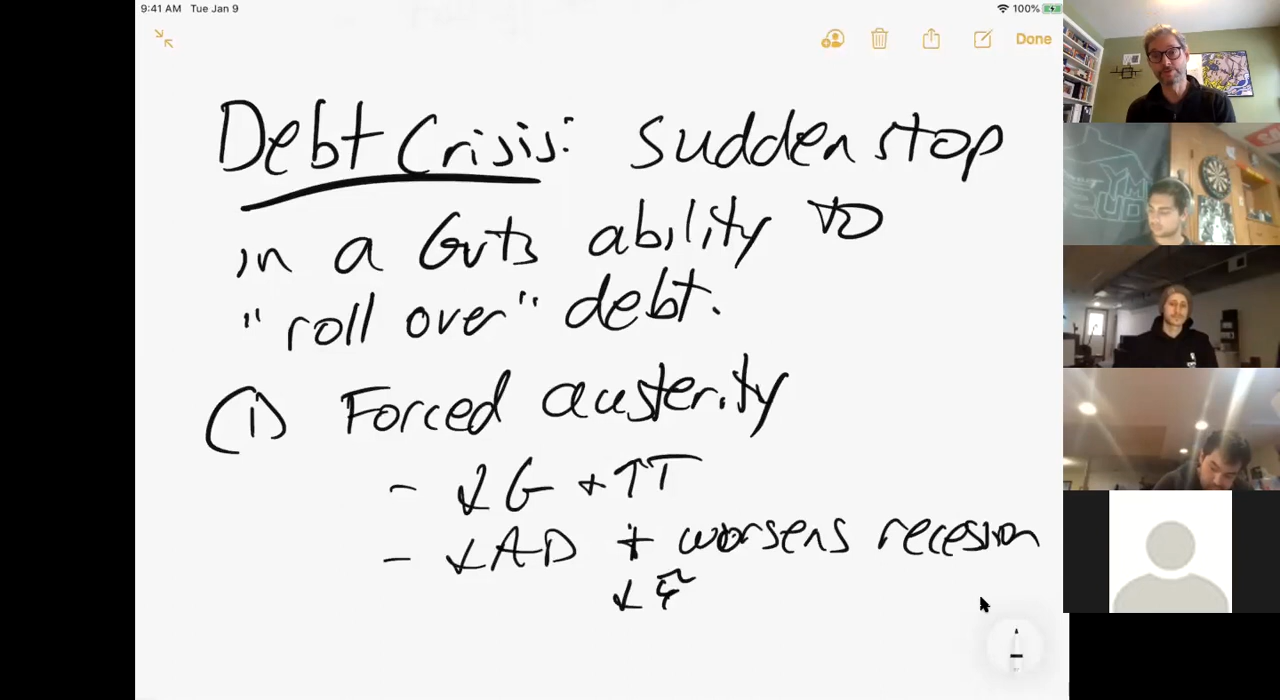 9:41 AM Tue Jan 9
100%
Done
Debt Crisis: sudden stop
in a Gvts ability to
"roll over" debt.
① Forced austerity
- ↓G + ↑T
- ↓AD + worsens recession